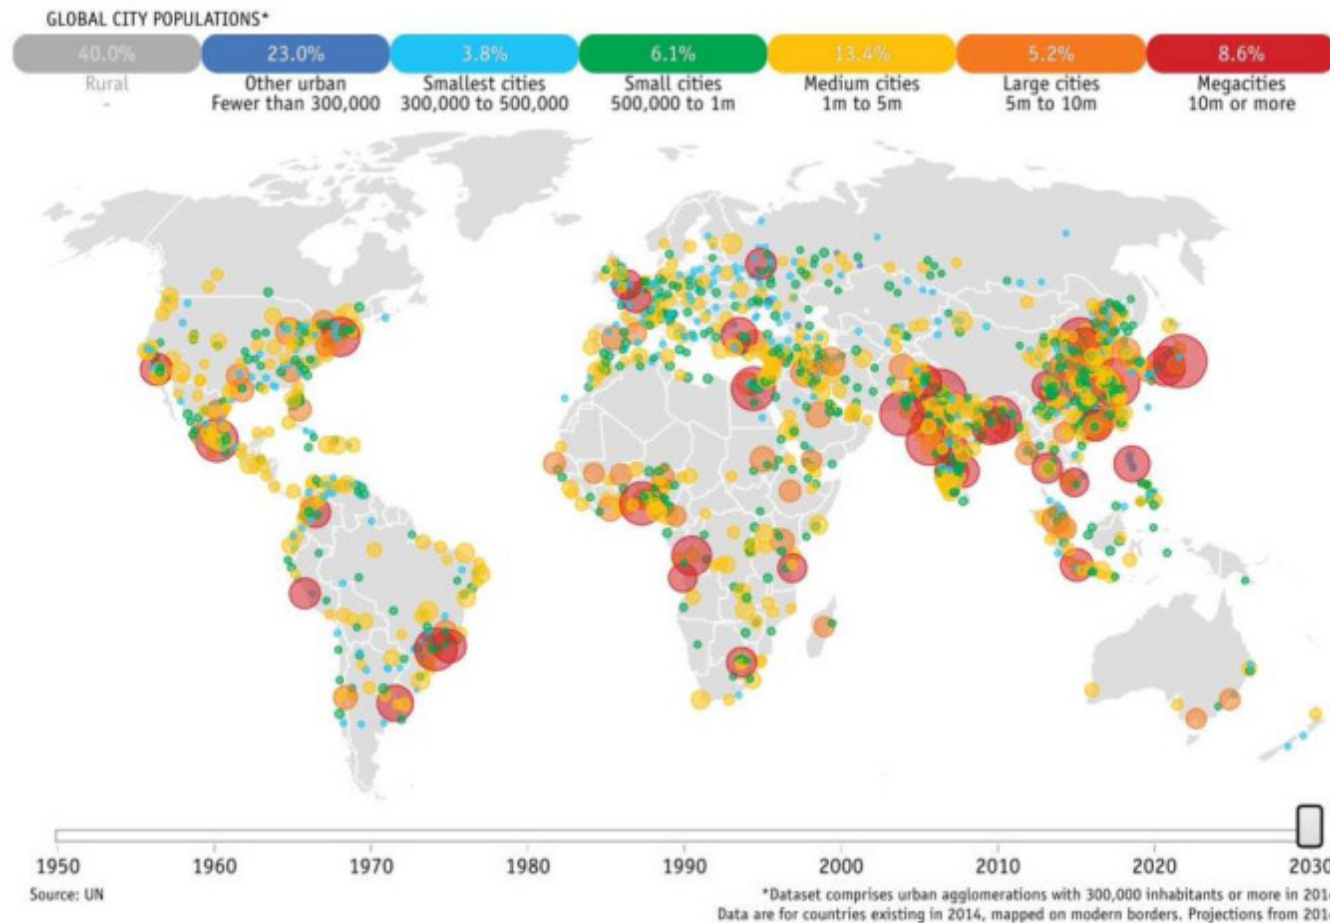 GLOBAL CITY POPULATIONS*
40.0% 23.0% 3.8% 6.1% 13.4% 5.2% 8.6%
Rural Other urban Smallest cities Small cities Medium cities Large cities Megacities
- Fewer than 300,000 300,000 to 500,000 500,000 to 1m 1m to 5m 5m to 10m 10m or more
1950 1960 1970 1980 1990 2000 2010 2020 2030
Source: UN
*Dataset comprises urban agglomerations with 300,000 inhabitants or more in
Data are for countries existing in 2014, mapped on modern borders. Projections from